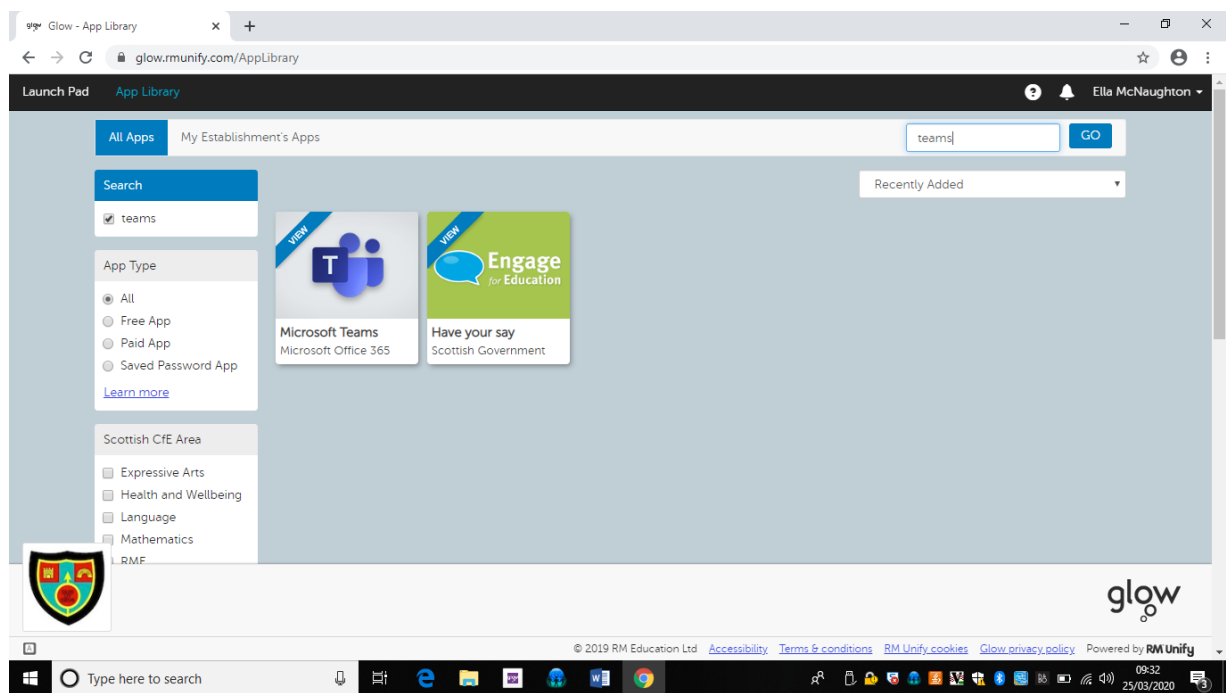 glow Glow - App Library
glow.rmunify.com/AppLibrary
Launch Pad App Library Ella McNaughton
All Apps My Establishment's Apps teams GO
Search Recently Added
teams
VIEW VIEW
T Engage
for Education
App Type
All
Free App
Paid App
Saved Password App
Learn more
Microsoft Teams Have your say
Microsoft Office 365 Scottish Government
Scottish CfE Area
Expressive Arts
Health and Wellbeing
Language
Mathematics
RME
glow
A © 2019 RM Education Ltd Accessibility Terms & conditions RM Unify cookies Glow privacy policy Powered by RM Unify
Type here to search 09:32
25/03/2020
3